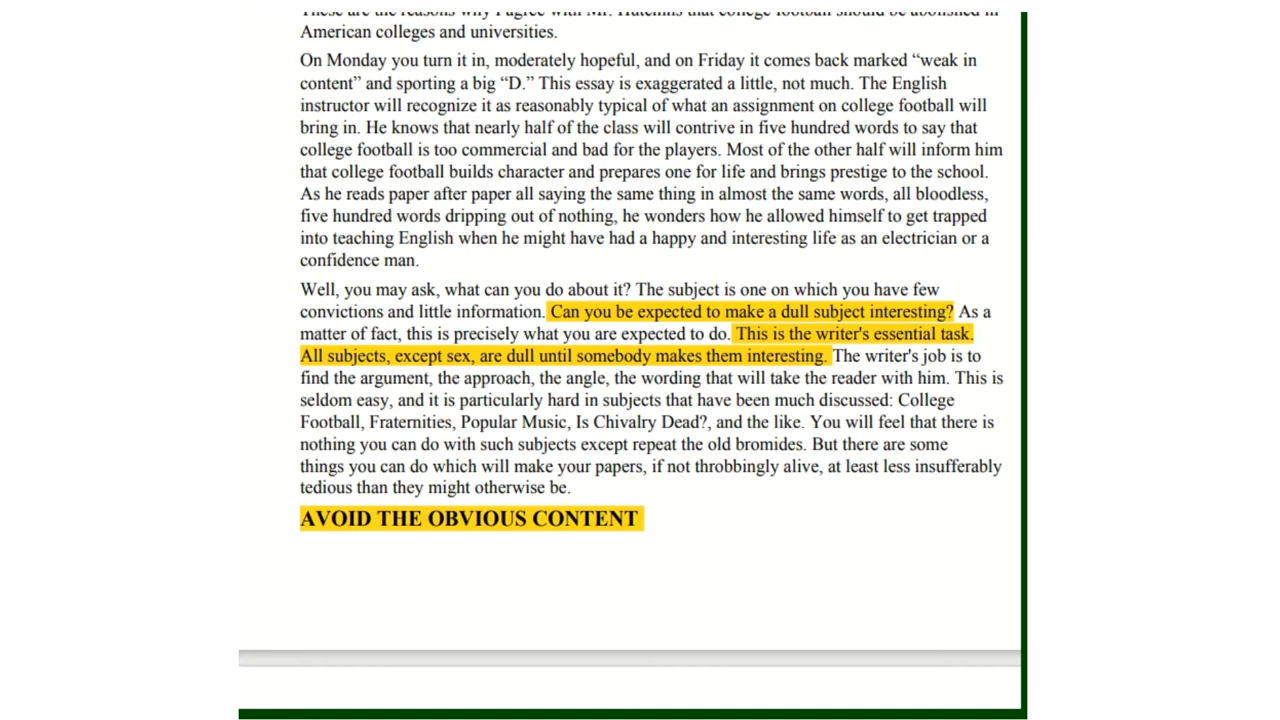 These are the reasons why I agree with Mr. Hutchins that college football should be abolished in
American colleges and universities.
On Monday you turn it in, moderately hopeful, and on Friday it comes back marked “weak in
content” and sporting a big “D.” This essay is exaggerated a little, not much. The English
instructor will recognize it as reasonably typical of what an assignment on college football will
bring in. He knows that nearly half of the class will contrive in five hundred words to say that
college football is too commercial and bad for the players. Most of the other half will inform him
that college football builds character and prepares one for life and brings prestige to the school.
As he reads paper after paper all saying the same thing in almost the same words, all bloodless,
five hundred words dripping out of nothing, he wonders how he allowed himself to get trapped
into teaching English when he might have had a happy and interesting life as an electrician or a
confidence man.
Well, you may ask, what can you do about it? The subject is one on which you have few
convictions and little information. Can you be expected to make a dull subject interesting? As a
matter of fact, this is precisely what you are expected to do. This is the writer's essential task.
All subjects, except sex, are dull until somebody makes them interesting. The writer's job is to
find the argument, the approach, the angle, the wording that will take the reader with him. This is
seldom easy, and it is particularly hard in subjects that have been much discussed: College
Football, Fraternities, Popular Music, Is Chivalry Dead?, and the like. You will feel that there is
nothing you can do with such subjects except repeat the old bromides. But there are some
things you can do which will make your papers, if not throbbingly alive, at least less insufferably
tedious than they might otherwise be.
AVOID THE OBVIOUS CONTENT